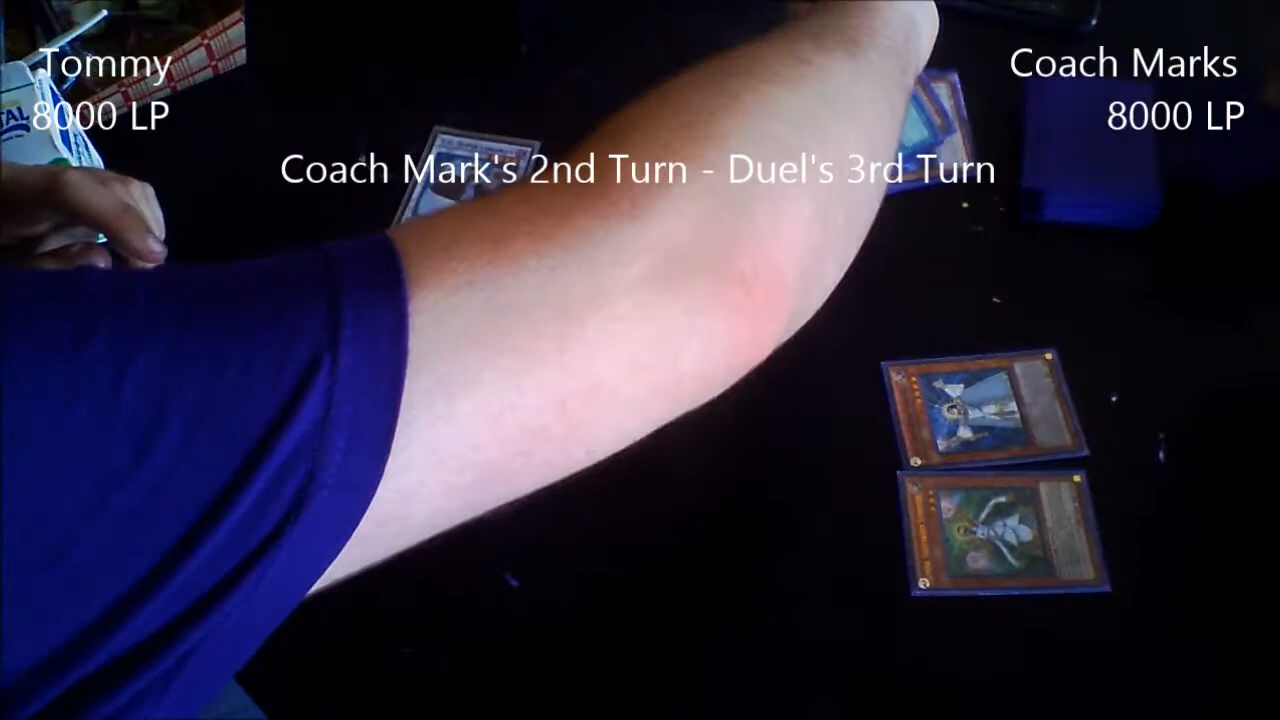 Tommy
8000 LP
Coach Marks
8000 LP
Coach Mark's 2nd Turn - Duel's 3rd Turn